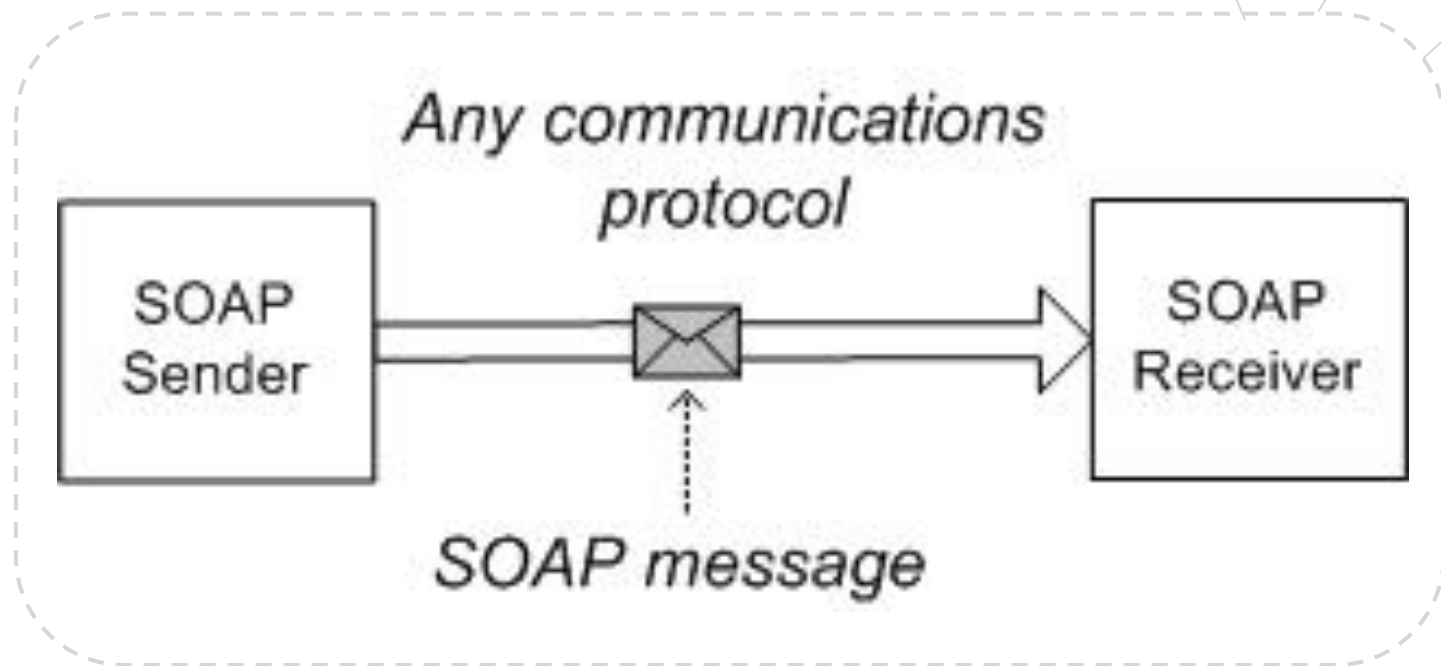 Any communications
protocol
SOAP
Sender
SOAP
Receiver
SOAP message